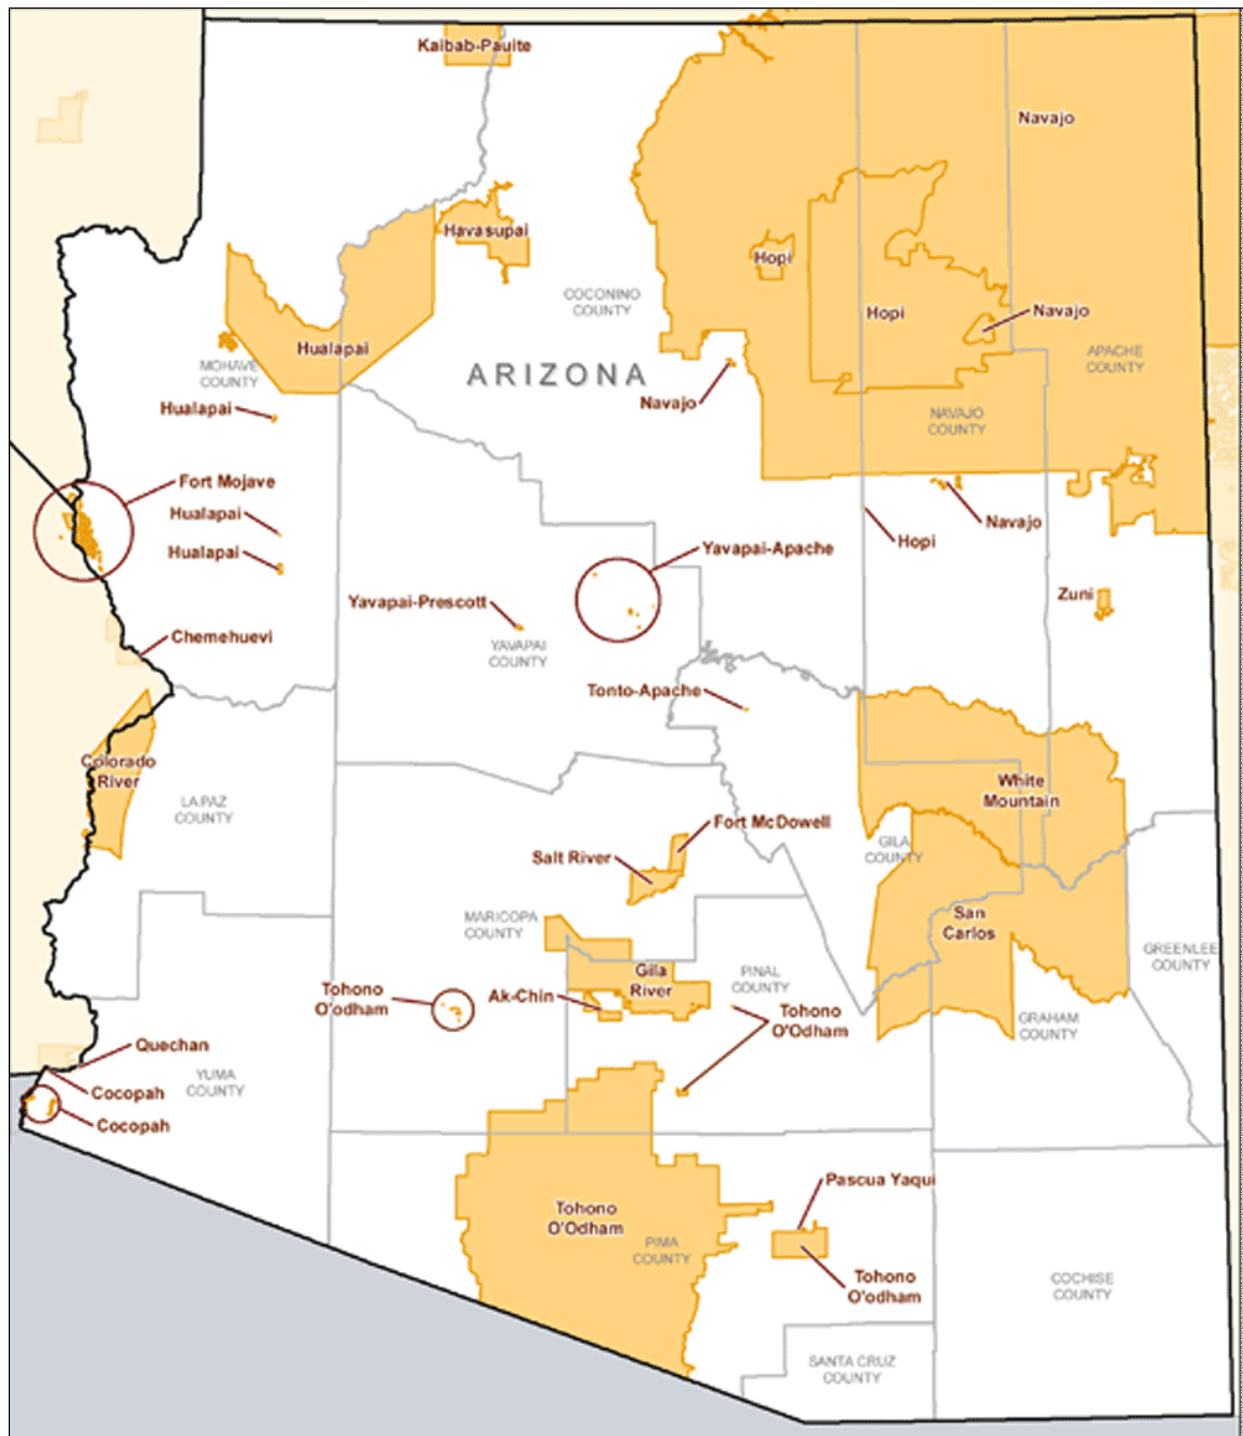 Kaibab-Pauite
Navajo
Havasupai
Hopi
COCONINO
COUNTY
Hopi
Navajo
Hualapai
MOHAVE
COUNTY
ARIZONA
APACHE
COUNTY
Hualapai
Navajo
NAVAJO
COUNTY
Fort Mojave
Hualapai
Navajo
Hopi
Hualapai
Yavapai-Apache
Yavapai-Prescott
Zuni
Chemehuevi
YAVAPAI
COUNTY
Tonto-Apache
Colorado
River
White
Mountain
LA PAZ
COUNTY
Fort McDowell
Salt River
GILA
COUNTY
MARICOPA
COUNTY
San
Carlos
GREENLEE
COUNTY
Gila
River
PINAL
COUNTY
Tohono
O'odham
Ak-Chin
Tohono
O'Odham
GRAHAM
COUNTY
Quechan
YUMA
COUNTY
Cocopah
Cocopah
Pascua Yaqui
Tohono
O'Odham
PIMA
COUNTY
Tohono
O'odham
COCHISE
COUNTY
SANTA CRUZ
COUNTY